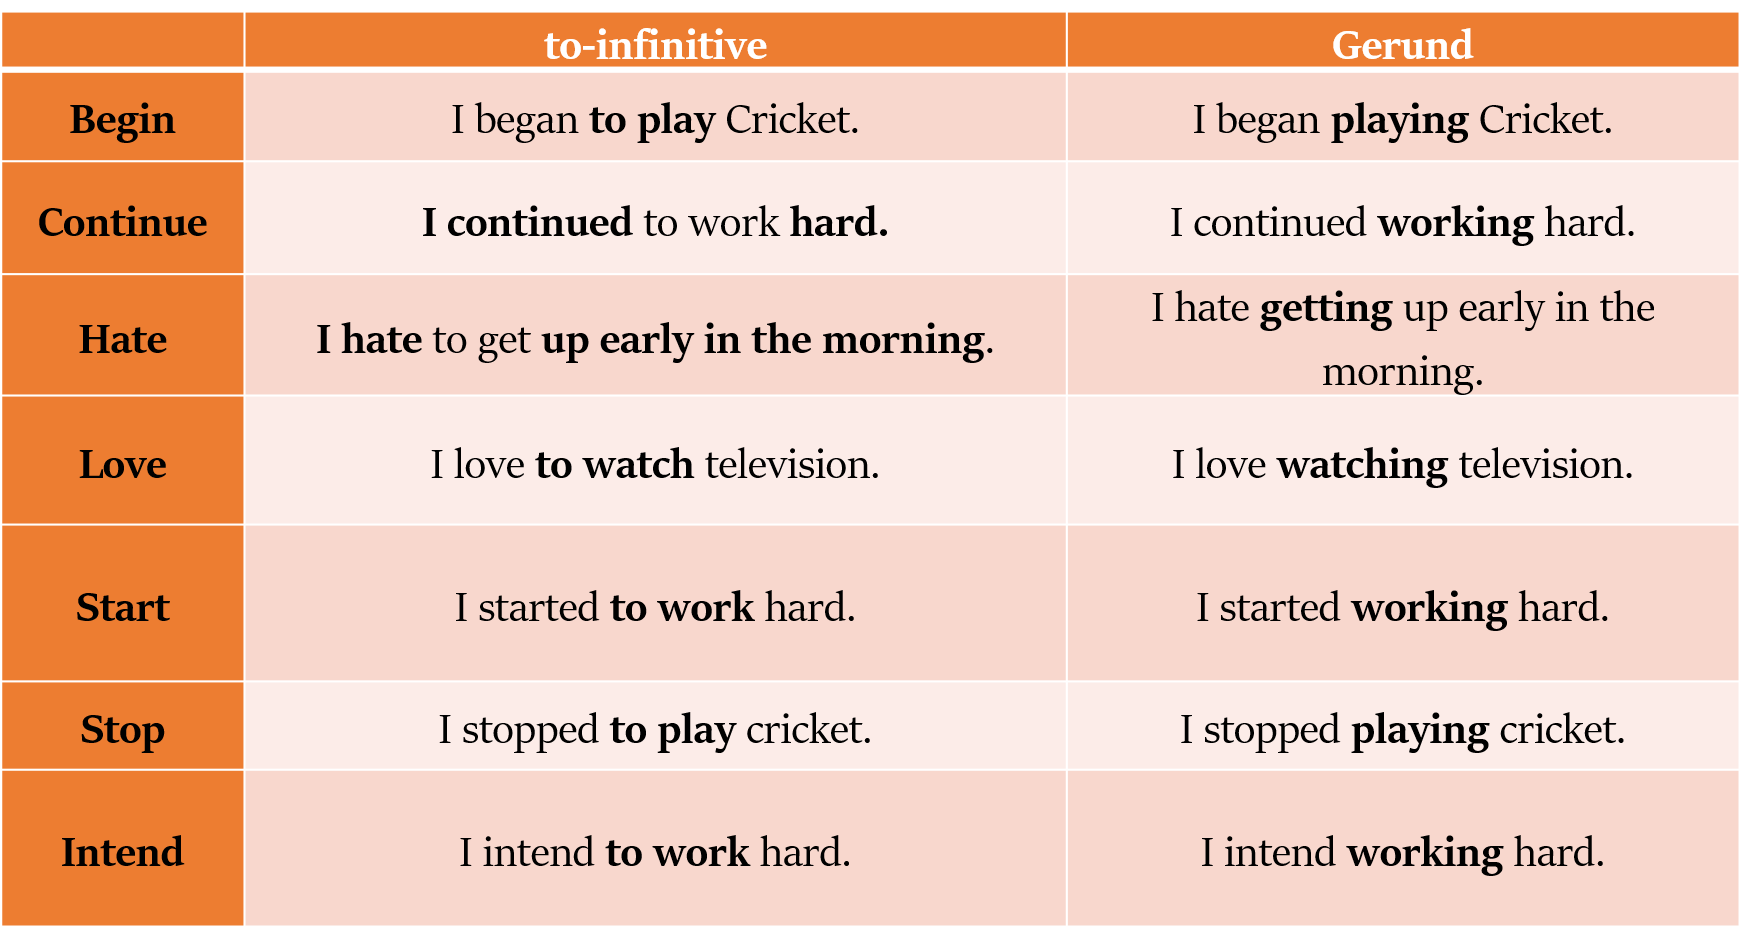 to-infinitive Gerund
Begin I began to play Cricket. I began playing Cricket.
Continue I continued to work hard. I continued working hard.
Hate I hate to get up early in the morning. I hate getting up early in the
morning.
Love I love to watch television. I love watching television.
Start I started to work hard. I started working hard.
Stop I stopped to play cricket. I stopped playing cricket.
Intend I intend to work hard. I intend working hard.